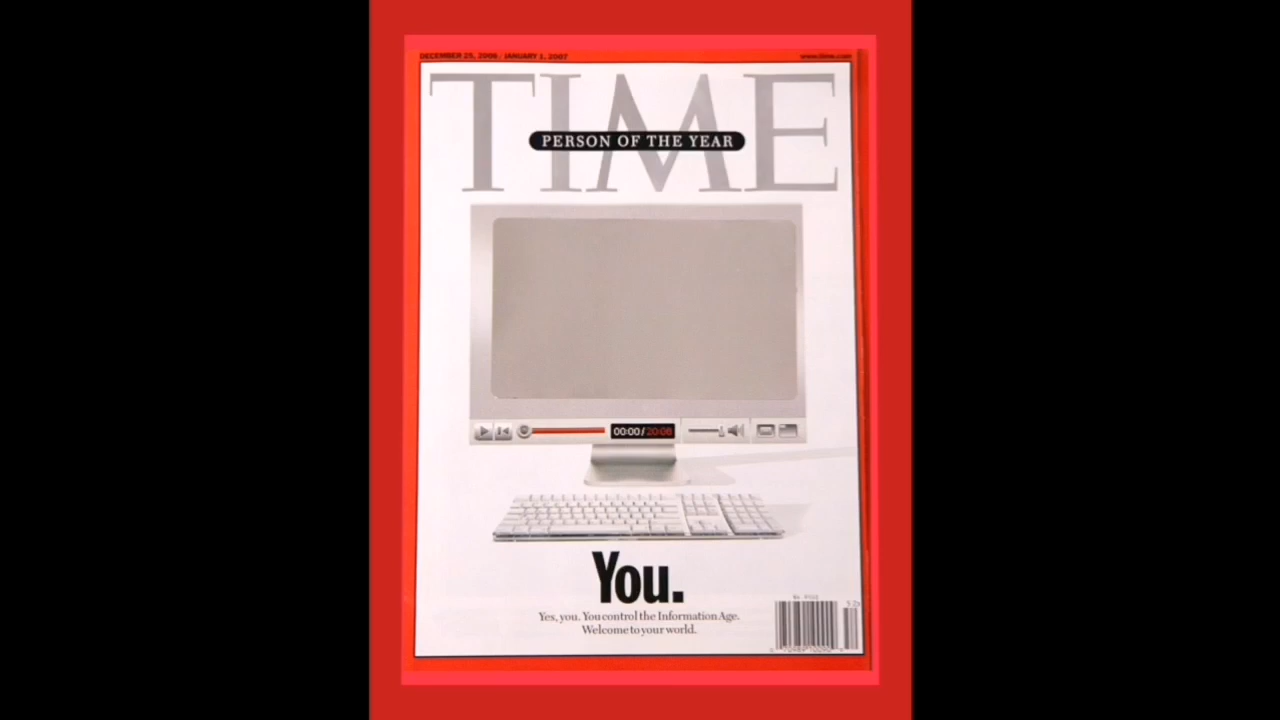 DECEMBER 25, 2006 / JANUARY 1, 2007
www.time.com
TIME
PERSON OF THE YEAR
00:00/20:06
You.
Yes, you. You control the Information Age.
Welcome to your world.